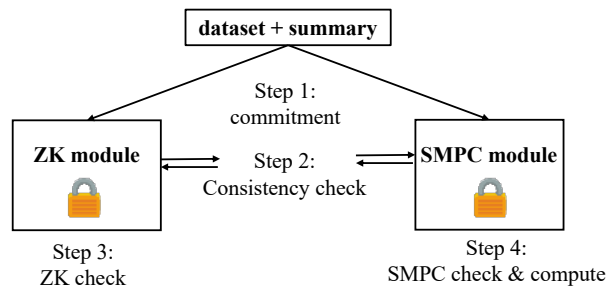 dataset + summary
Step 1:
commitment
ZK module
Step 2:
Consistency check
SMPC module
Step 3:
ZK check
Step 4:
SMPC check & compute